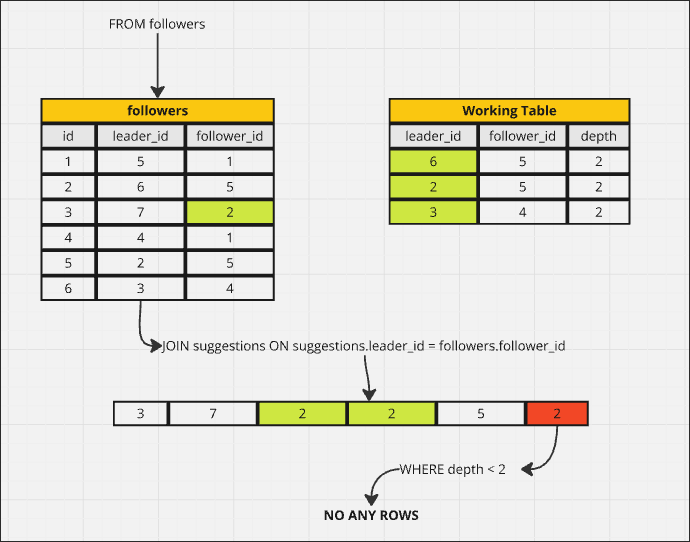 FROM followers
followers
id leader_id follower_id
1 5 1
2 6 5
3 7 2
4 4 1
5 2 5
6 3 4
Working Table
leader_id follower_id depth
6 5 2
2 5 2
3 4 2
JOIN suggestions ON suggestions.leader_id = followers.follower_id
3 7 2 2 5 2
WHERE depth < 2
NO ANY ROWS